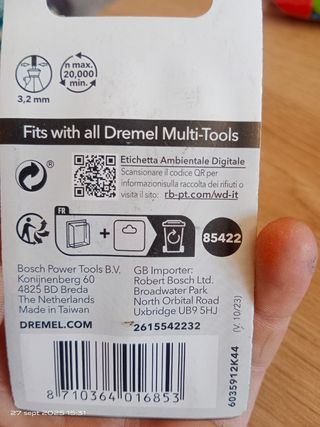 n max.
20,000
min.
3,2 mm
Fits with all Dremel Multi-Tools
Etichetta Ambientale Digitale
Scansionare il codice QR per
informazionisulla raccolta dei rifiuti o
visita il sito: rb-pt.com/wd-it
FR
+
85422
Bosch Power Tools B.V.
Konijnenberg 60
4825 BD Breda
The Netherlands
Made in Taiwan
DREMEL.COM
GB Importer:
Robert Bosch Ltd.
Broadwater Park
North Orbital Road
Uxbridge UB9 5HJ
2615542232
(V. 10/23)
6035912K44
8 710364 016853
27 sept 2025 15:31